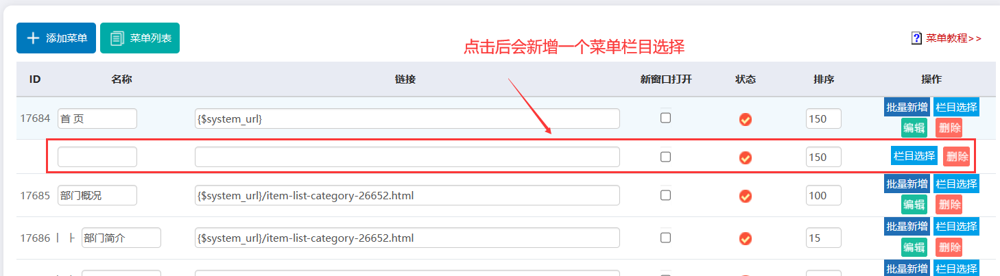 添加菜单 菜单列表 菜单教程>>
点击后会新增一个菜单栏目选择
ID 名称 链接 新窗口打开 状态 排序 操作
17684 首 页 {$system_url} 150 批量新增 栏目选择
编辑 删除
150 栏目选择 删除
17685 部门概况 {$system_url}/item-list-category-26652.html 100 批量新增 栏目选择
编辑 删除
17686 丨 ├ 部门简介 {$system_url}/item-list-category-26652.html 15 批量新增 栏目选择
编辑 删除
批量新增 栏目选择